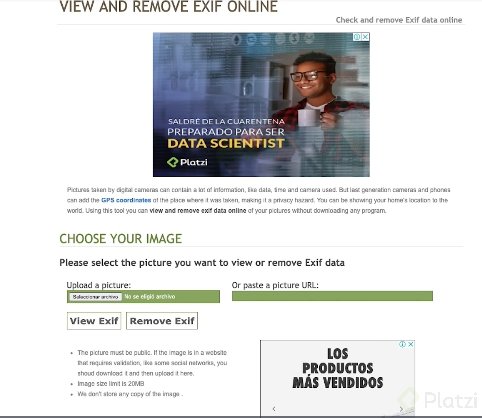 VIEW AND REMOVE EXIF ONLINE
Check and remove Exif data online
SALDRÉ DE LA CUARENTENA
PREPARADO PARA SER
DATA SCIENTIST
Platzi
Pictures taken by digital cameras can contain a lot of information, like data, time and camera used. But last generation cameras and phones
can add the GPS coordinates of the place where it was taken, making it a privacy hazard. You can be showing your home's location to the
world. Using this tool you can view and remove exif data online of your pictures without downloading any program.
CHOOSE YOUR IMAGE
Please select the picture you want to view or remove Exif data
Upload a picture:
Or paste a picture URL:
Seleccionar archivo No se eligió archivo
View Exif
Remove Exif
The picture must be public. If the image is in a website
that requires validation, like some social networks, you
shoud download it and then upload it here.
Image size limit is 20MB
We don't store any copy of the image .
LOS
PRODUCTOS
MÁS VENDIDOS
Platzi